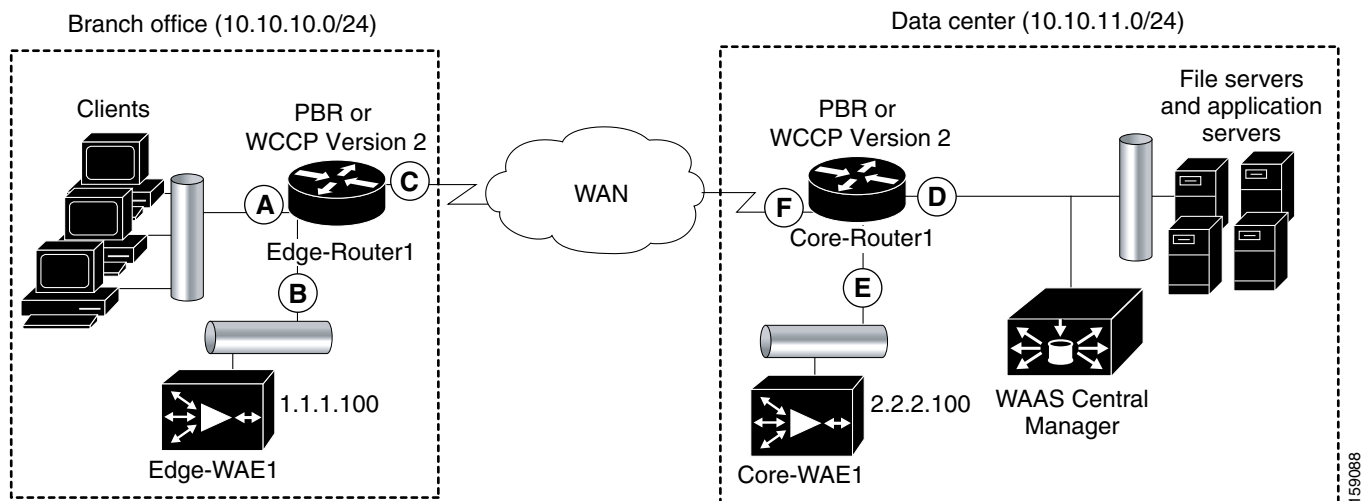 Branch office (10.10.10.0/24)
Data center (10.10.11.0/24)
Clients
PBR or
WCCP Version 2
A
C
Edge-Router1
B
1.1.1.100
Edge-WAE1
WAN
PBR or
WCCP Version 2
F
D
Core-Router1
E
2.2.2.100
Core-WAE1
File servers
and application
servers
WAAS Central
Manager
159088